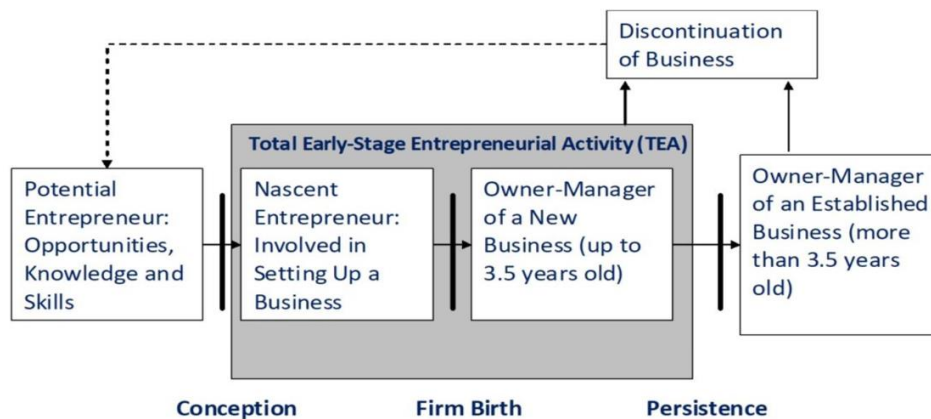 Discontinuation
of Business
Total Early-Stage Entrepreneurial Activity (TEA)
Potential
Entrepreneur:
Opportunities,
Knowledge and
Skills
Nascent
Entrepreneur:
Involved in
Setting Up a
Business
Owner-Manager
of a New
Business (up to
3.5 years old)
Owner-Manager
of an Established
Business (more
than 3.5 years
old)
Conception
Firm Birth
Persistence